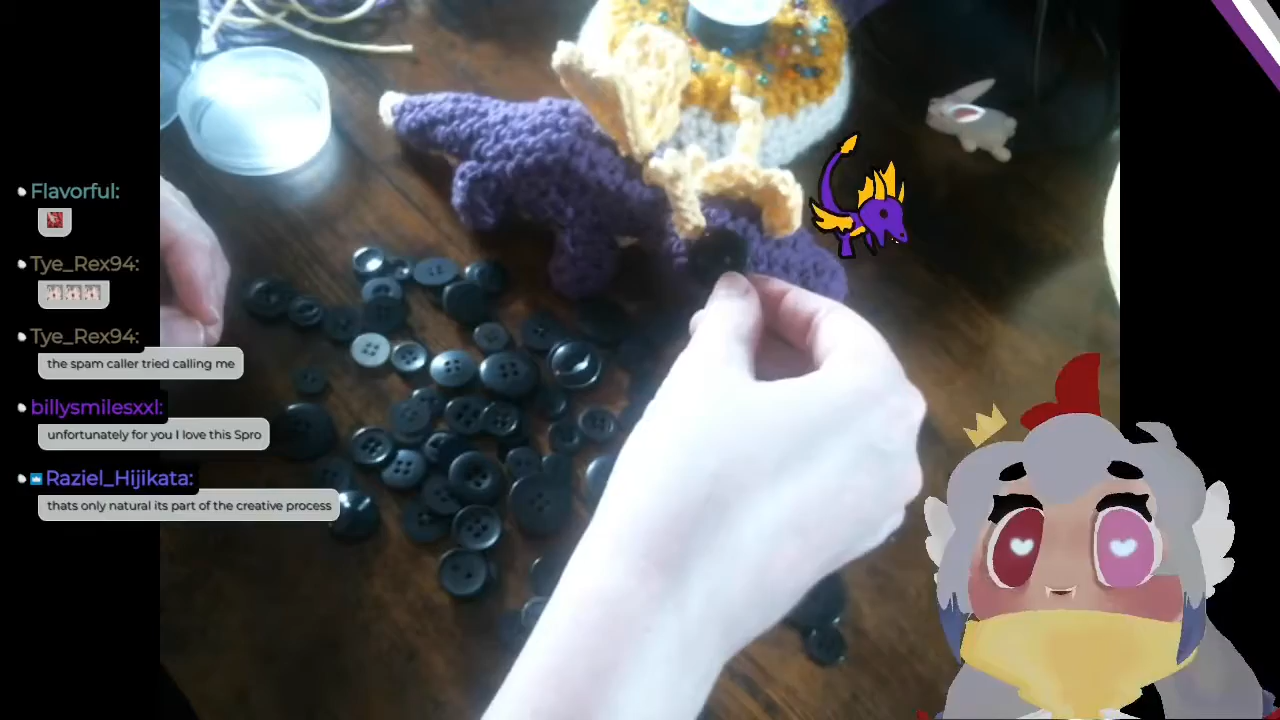 Flavorful:
Tye_Rex94:
Tye_Rex94:
the spam caller tried calling me
billysmilesxxl:
unfortunately for you I love this Spro
Raziel_Hijikata:
thats only natural its part of the creative process